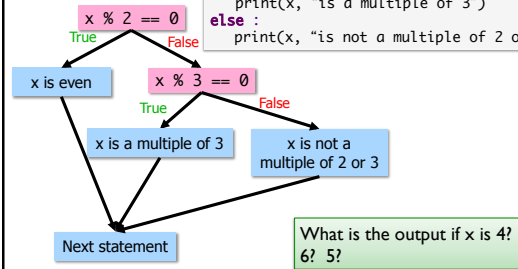 print(x, “is a multiple of 3”)
else :
print(x, “is not a multiple of 2 o
x % 2 == 0
True
False
x is even
x % 3 == 0
True
False
x is a multiple of 3
x is not a
multiple of 2 or 3
Next statement
What is the output if x is 4?
6? 5?